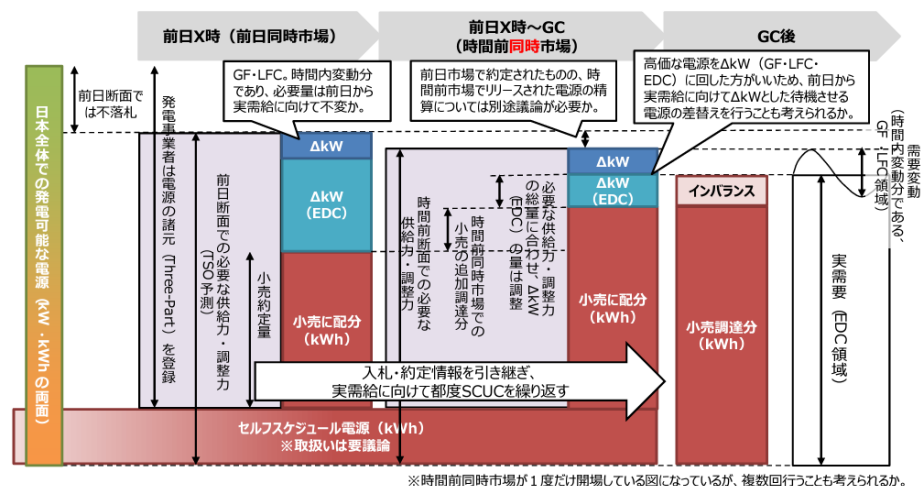 前日X時（前日同時市場）
前日X時～GC
（時間前同時市場）
GC後
前日断面で
は不落札
GF・LFC。時間内変動分
であり、必要量は前日から
実需給に向けて不変か。
前日市場で約定されたものの、時
間前市場でリリースされた電源の精
算については別途議論が必要か。
高価な電源をΔkW（GF・LFC・
EDC）に回した方がいいため、前日から
実需給に向けてΔkWとした待機させる
電源の差替えを行うことも考えられるか。
日本全体での発電可能な電源（kW・kWhの両面）
発電事業者は電源の諸元（Three-Part）を登録
前日断面での必要な供給力・調整力
（TSO予測）
小売約定量
ΔkW
ΔkW
（EDC）
小売に配分
（kWh）
時間前断面での必要な
供給力・調整力
時間前同時市場での
小売の追加調達分
必要な供給力・調整力
の総量に合わせ、ΔkW
（EDC）の量は調整
ΔkW
ΔkW
（EDC）
小売に配分
（kWh）
インバランス
小売調達分
（kWh）
実需要（EDC領域）
需要変動
（時間内変動分である、
GF・LFC領域）
入札・約定情報を引き継ぎ、
実需給に向けて都度SCUCを繰り返す
セルフスケジュール電源（kWh）
※取扱いは要議論
※時間前同時市場が１度だけ開場している図になっているが、複数回行うことも考えられるか。